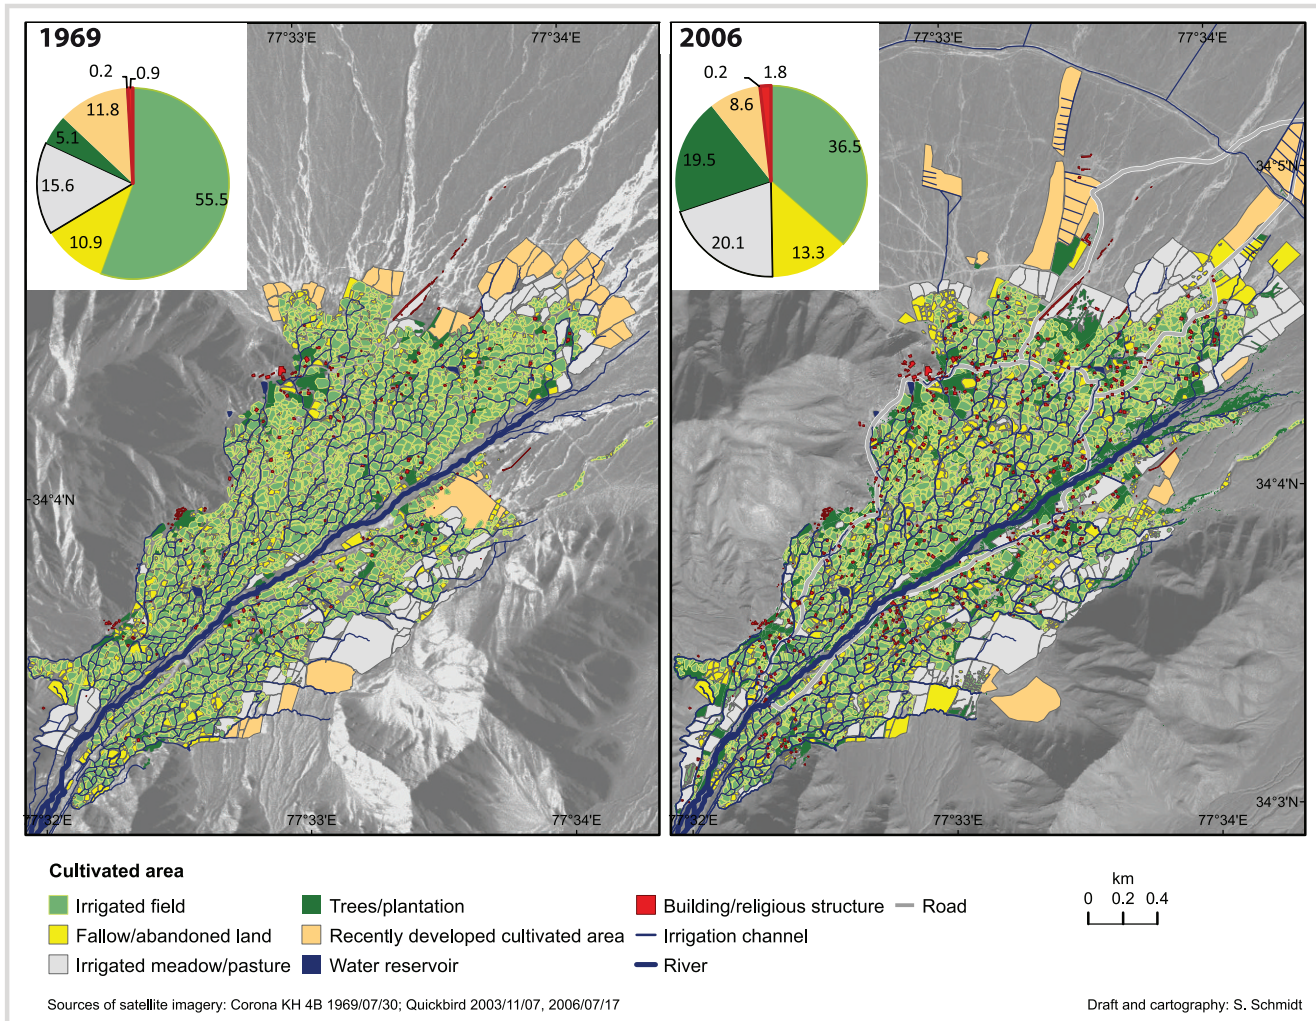 1969
77°33'E
77°34'E
0.2
0.9
11.8
5.1
15.6
55.5
10.9
34°4'N
77°32'E
77°33'E
77°34'E
2006
77°33'E
77°34'E
0.2
1.8
8.6
36.5
19.5
34°5'N
20.1
13.3
34°4'N
34°3'N
77°32'E
77°33'E
77°34'E
Cultivated area
Irrigated field
Fallow/abandoned land
Irrigated meadow/pasture
Trees/plantation
Recently developed cultivated area
Water reservoir
Building/religious structure
Irrigation channel
River
Road
km
0 0.2 0.4
Sources of satellite imagery: Corona KH 4B 1969/07/30; Quickbird 2003/11/07, 2006/07/17
Draft and cartography: S. Schmidt